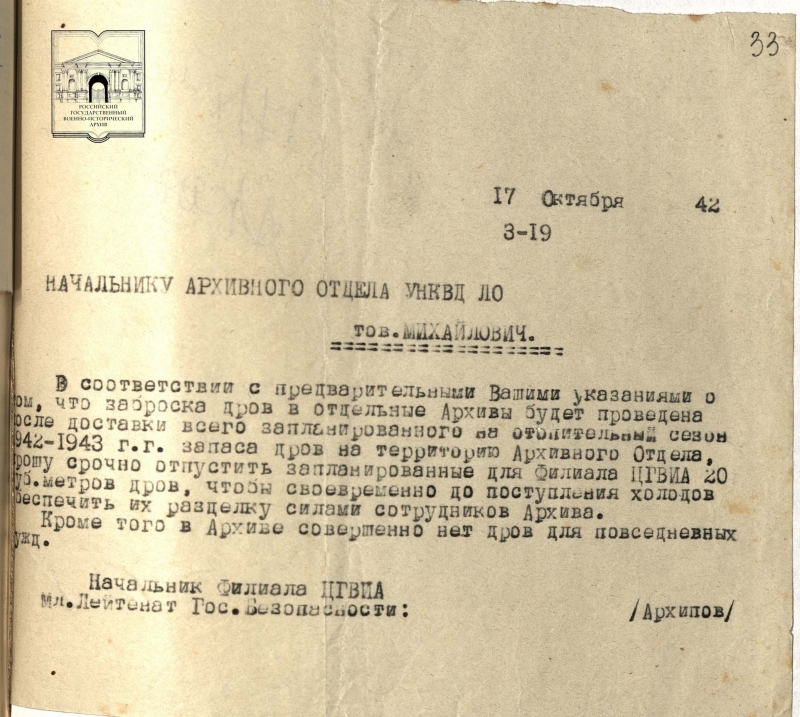 33
РОССИЙСКИЙ
ГОСУДАРСТВЕННЫЙ
ВОЕННО-ИСТОРИЧЕСКИЙ
АРХИВ
17 Октября 42
3-19
НАЧАЛЬНИКУ АРХИВНОГО ОТДЕЛА УНКВД ЛО
тов.МИХАЙЛОВИЧ.
В соответствии с предварительными Вашими указаниями о
ом, что заброска дров в отдельные Архивы будет проведена
осле доставки всего запланированного на отопительный сезон
942-1943 г.г. запаса дров на территорию Архивного Отдела,
рошу срочно отпустить запланированные для Филиала ЦГВИА 20
уб.метров дров, чтобы своевременно до поступления холодов
беспечить их разделку силами сотрудников Архива.
Кроме того в Архиве совершенно нет дров для повседневных
ужд.
Начальник Филиала ЦГВИА
Мл.Лейтенат Гос.Безопасности: /Архипов/